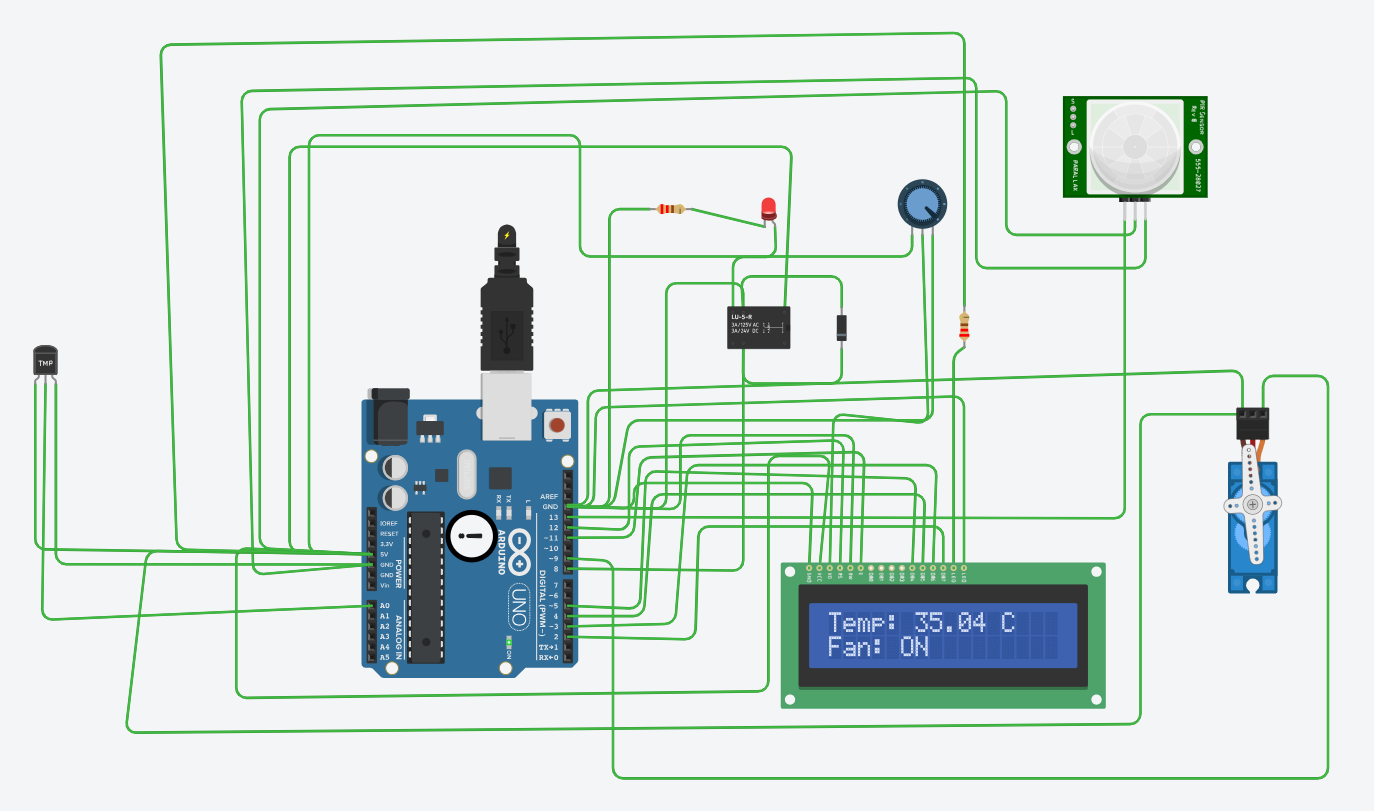 PIR SENSOR
Rev B
S
L
PARALLAX
555-28027
LU-5-R
3A/125V AC
3A/24V DC
TMP
AREF
GND
13
12
~11
~10
~9
8
7
~6
~5
4
~3
2
TX→1
RX←0
IOREF
RESET
3.3V
5V
GND
GND
Vin
A0
A1
A2
A3
A4
A5
POWER
ANALOG IN
DIGITAL (PWM~)
RX
TX
L
ARDUINO
UNO
ON
GND
VCC
VO
RS
RW
E
DB0
DB1
DB2
DB3
DB4
DB5
DB6
DB7
LED
LED
Temp: 35.04 C
Fan: ON